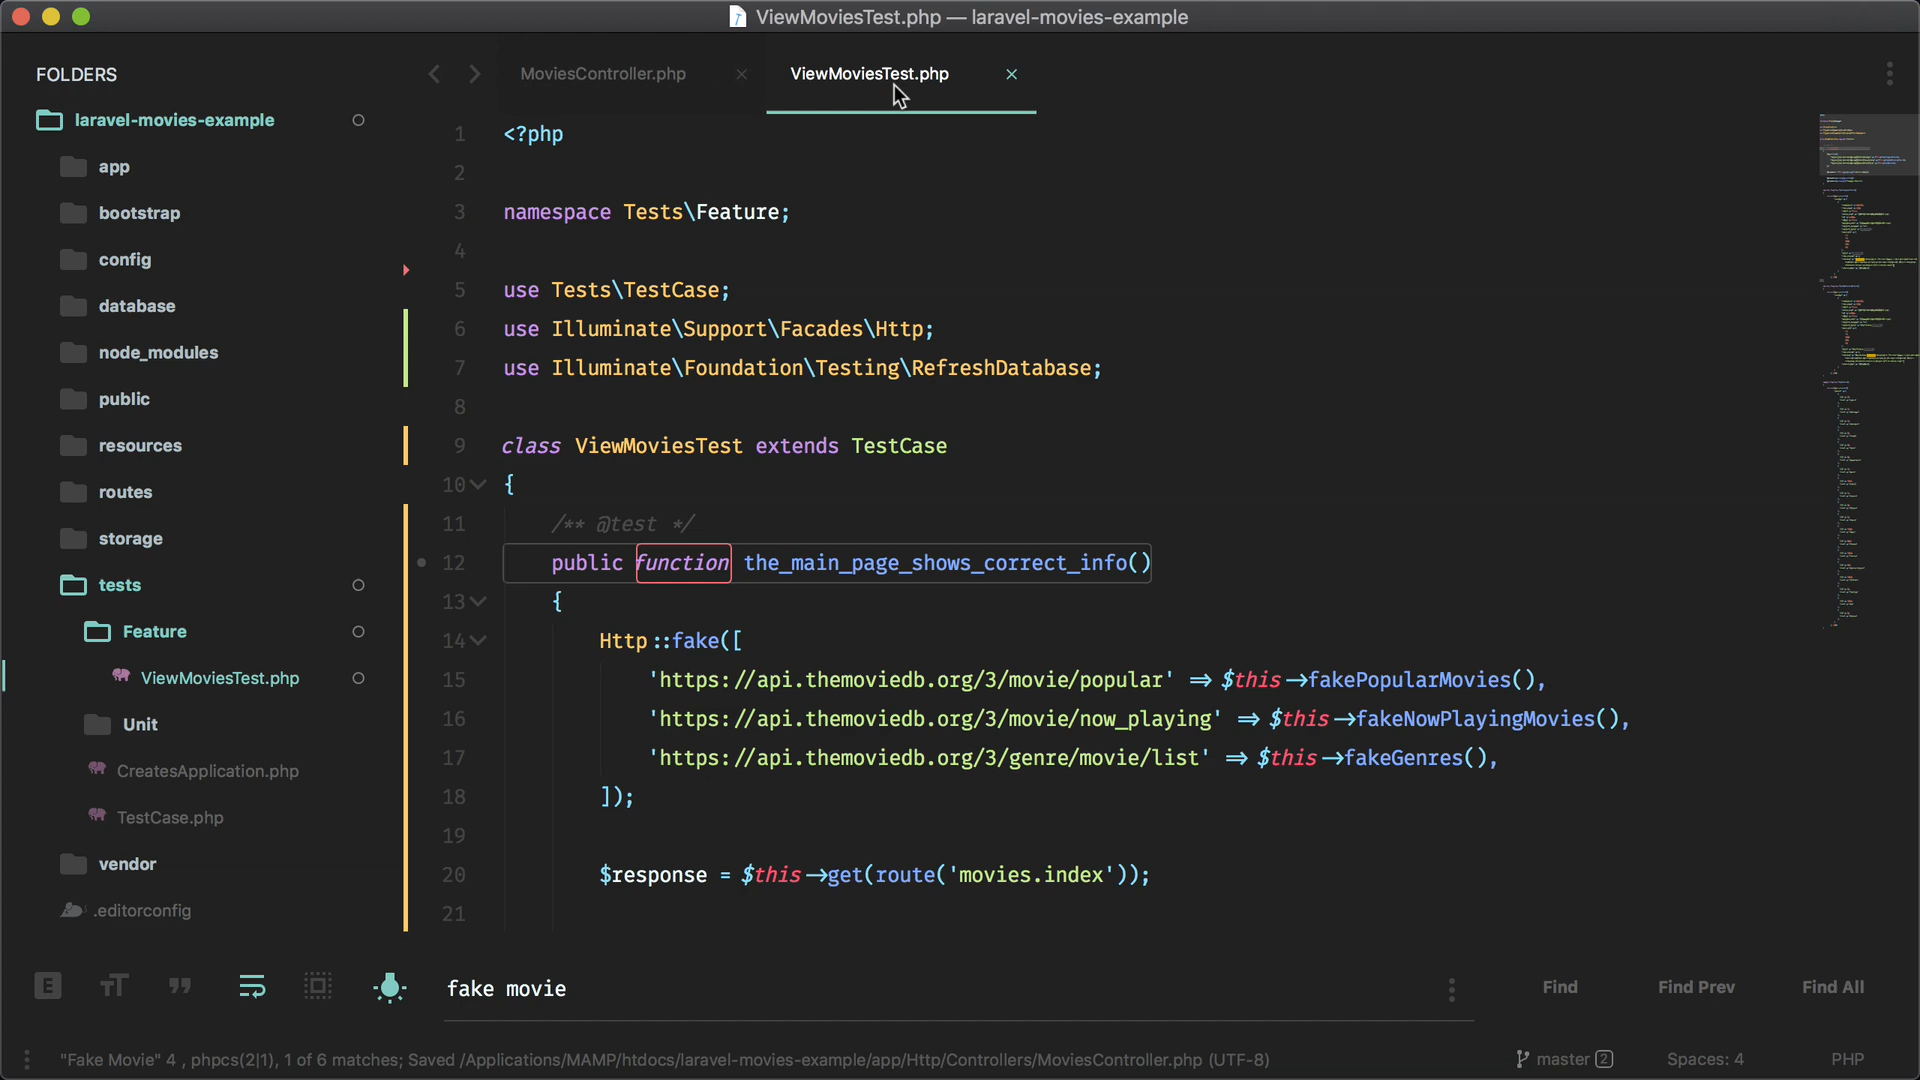 ViewMoviesTest.php — laravel-movies-example
FOLDERS
laravel-movies-example
app
bootstrap
config
database
node_modules
public
resources
routes
storage
tests
Feature
ViewMoviesTest.php
Unit
CreatesApplication.php
TestCase.php
vendor
.editorconfig
MoviesController.php
ViewMoviesTest.php
1 <?php
2
3 namespace Tests\Feature;
4
5 use Tests\TestCase;
6 use Illuminate\Support\Facades\Http;
7 use Illuminate\Foundation\Testing\RefreshDatabase;
8
9 class ViewMoviesTest extends TestCase
10 {
11 /** @test */
12 public function the_main_page_shows_correct_info()
13 {
14 Http::fake([
15 'https://api.themoviedb.org/3/movie/popular' => $this->fakePopularMovies(),
16 'https://api.themoviedb.org/3/movie/now_playing' => $this->fakeNowPlayingMovies(),
17 'https://api.themoviedb.org/3/genre/movie/list' => $this->fakeGenres(),
18 ]);
19
20 $response = $this->get(route('movies.index'));
21
fake movie
Find
Find Prev
Find All
"Fake Movie" 4 , phpcs(2|1), 1 of 6 matches; Saved /Applications/MAMP/htdocs/laravel-movies-example/app/Http/Controllers/MoviesController.php (UTF-8)
master 2
Spaces: 4
PHP